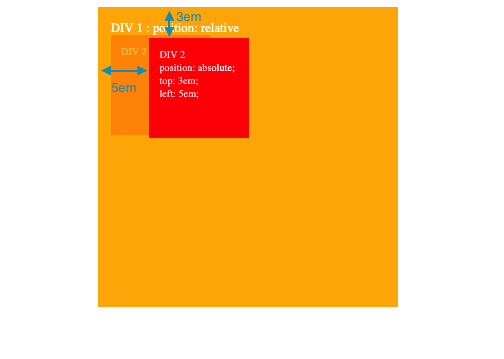 3em
DIV 1 : position: relative
DIV 2
DIV 2
position: absolute;
top: 3em;
left: 5em;
5em